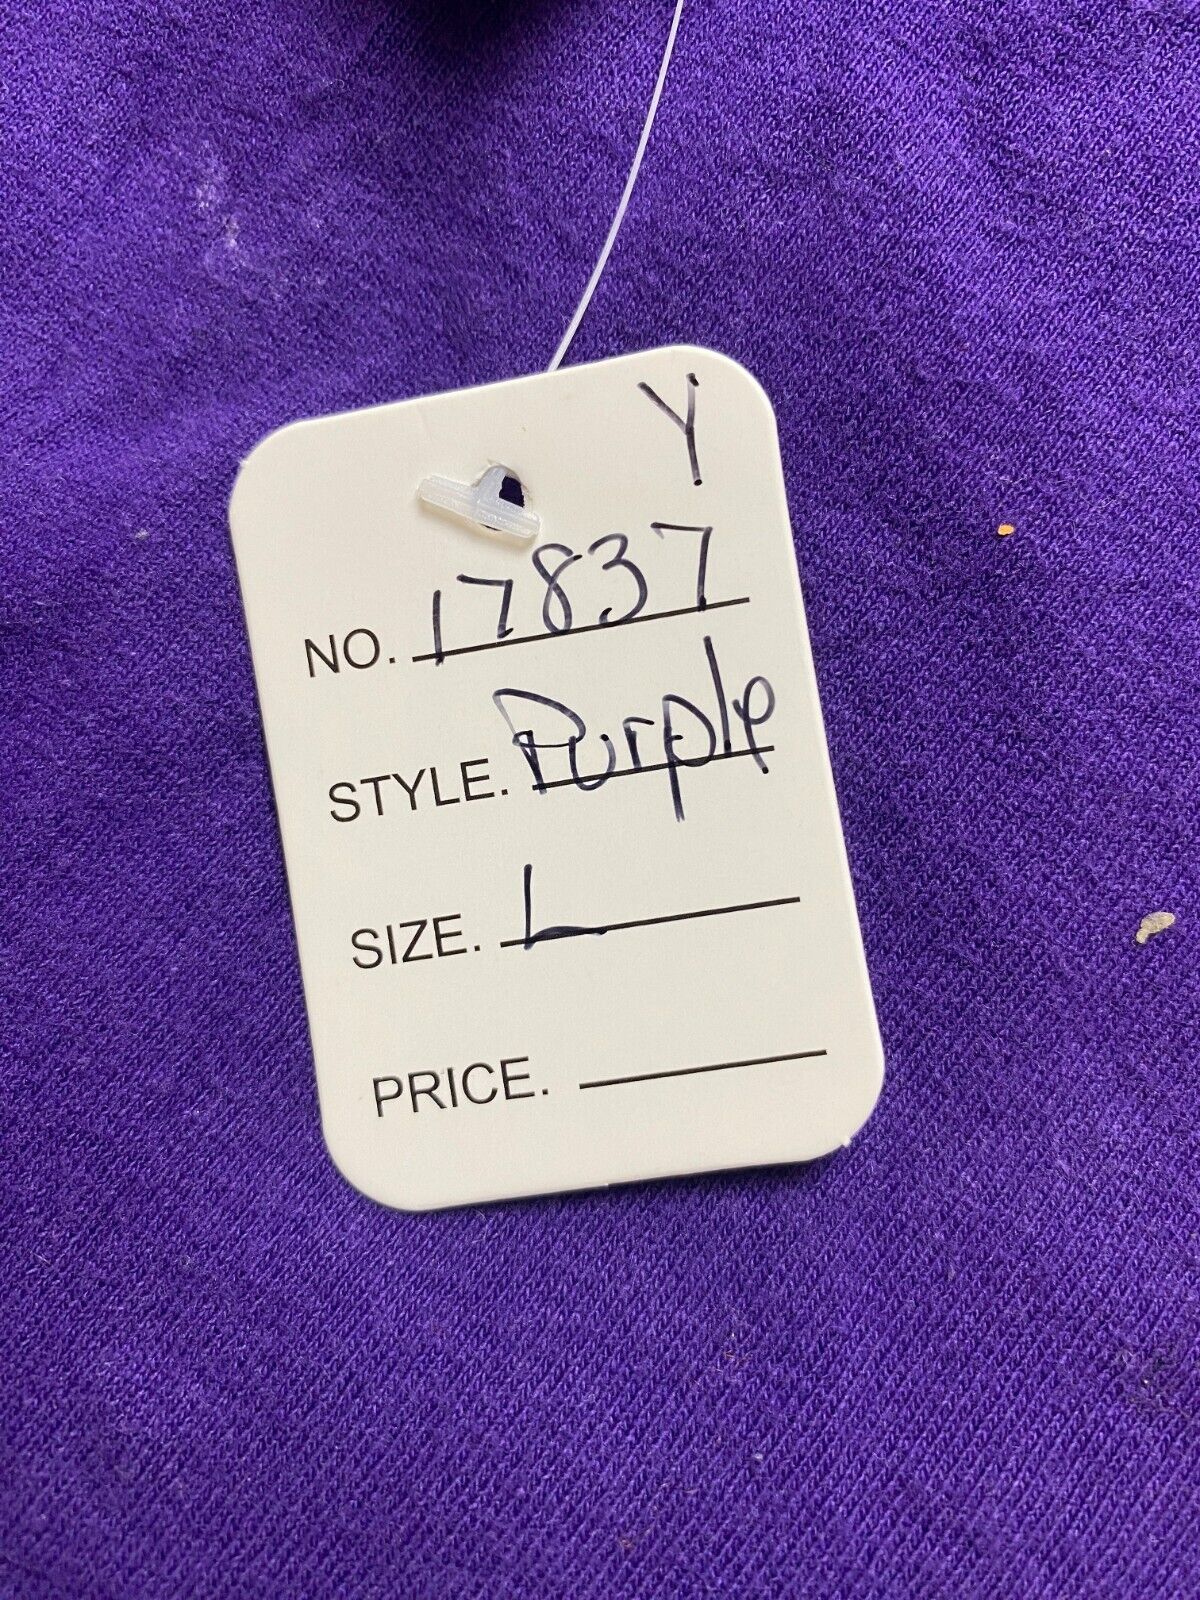 Y
NO. 17837
STYLE. Purple
SIZE. L
PRICE.